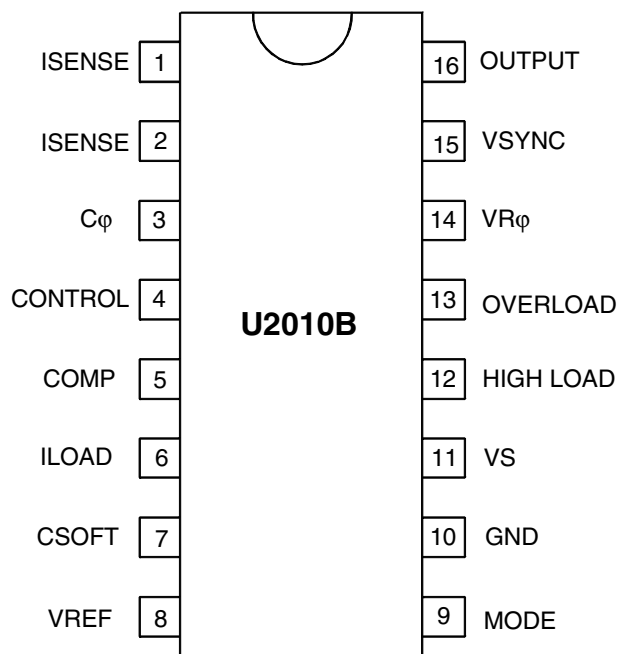 ISENSE 1 16 OUTPUT
ISENSE 2 15 VSYNC
Cφ 3 14 VRφ
CONTROL 4 13 OVERLOAD
U2010B
COMP 5 12 HIGH LOAD
ILOAD 6 11 VS
CSOFT 7 10 GND
VREF 8 9 MODE